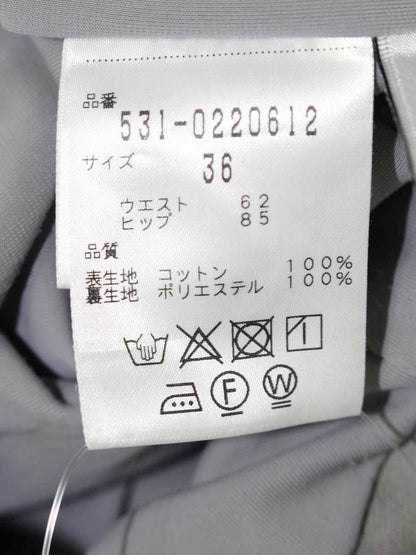 品番
531-0220612
サイズ 36
ウエスト 62
ヒップ 85
品質
表生地 コットン 100%
裏生地 ポリエステル 100%
F W